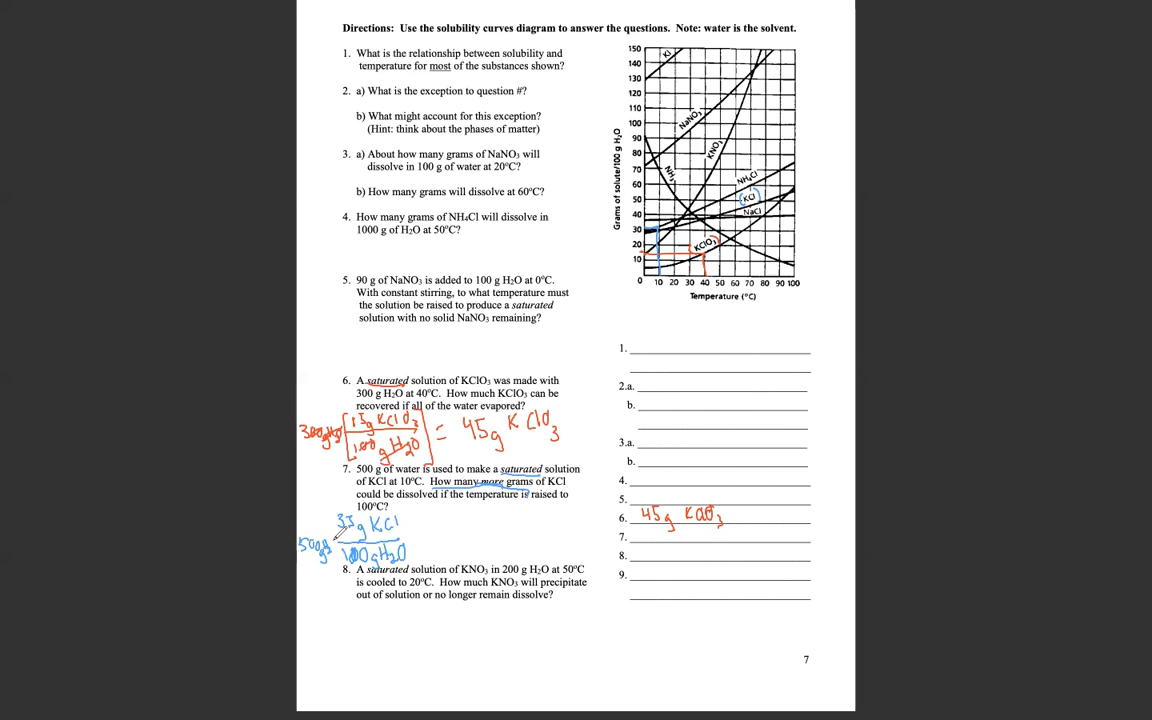 Directions: Use the solubility curves diagram to answer the questions. Note: water is the solvent.
1. What is the relationship between solubility and
temperature for most of the substances shown?
2. a) What is the exception to question #?
b) What might account for this exception?
(Hint: think about the phases of matter)
3. a) About how many grams of NaNO₃ will
dissolve in 100 g of water at 20°C?
b) How many grams will dissolve at 60°C?
4. How many grams of NH₄Cl will dissolve in
1000 g of H₂O at 50°C?
5. 90 g of NaNO₃ is added to 100 g H₂O at 0°C.
With constant stirring, to what temperature must
the solution be raised to produce a saturated
solution with no solid NaNO₃ remaining?
6. A saturated solution of KClO₃ was made with
300 g H₂O at 40°C. How much KClO₃ can be
recovered if all of the water evapored?
15g KClO₃
300gH₂O = 45g KClO₃
100 gH₂O
7. 500 g of water is used to make a saturated solution
of KCl at 10°C. How many more grams of KCl
could be dissolved if the temperature is raised to
100°C?
33g KCl
500g
100gH₂O
8. A saturated solution of KNO₃ in 200 g H₂O at 50°C
is cooled to 20°C. How much KNO₃ will precipitate
out of solution or no longer remain dissolve?
Grams of solute/100 g H₂O
150
140
130
120
110
100
90
80
70
60
50
40
30
20
10
0 10 20 30 40 50 60 70 80 90 100
Temperature (°C)
KI
NaNO₃
KNO₃
NH₃
NH₄Cl
KCl
NaCl
KClO₃
1.
2.a.
b.
3.a.
b.
4.
5.
6. 45g KClO₃
7.
8.
9.
7